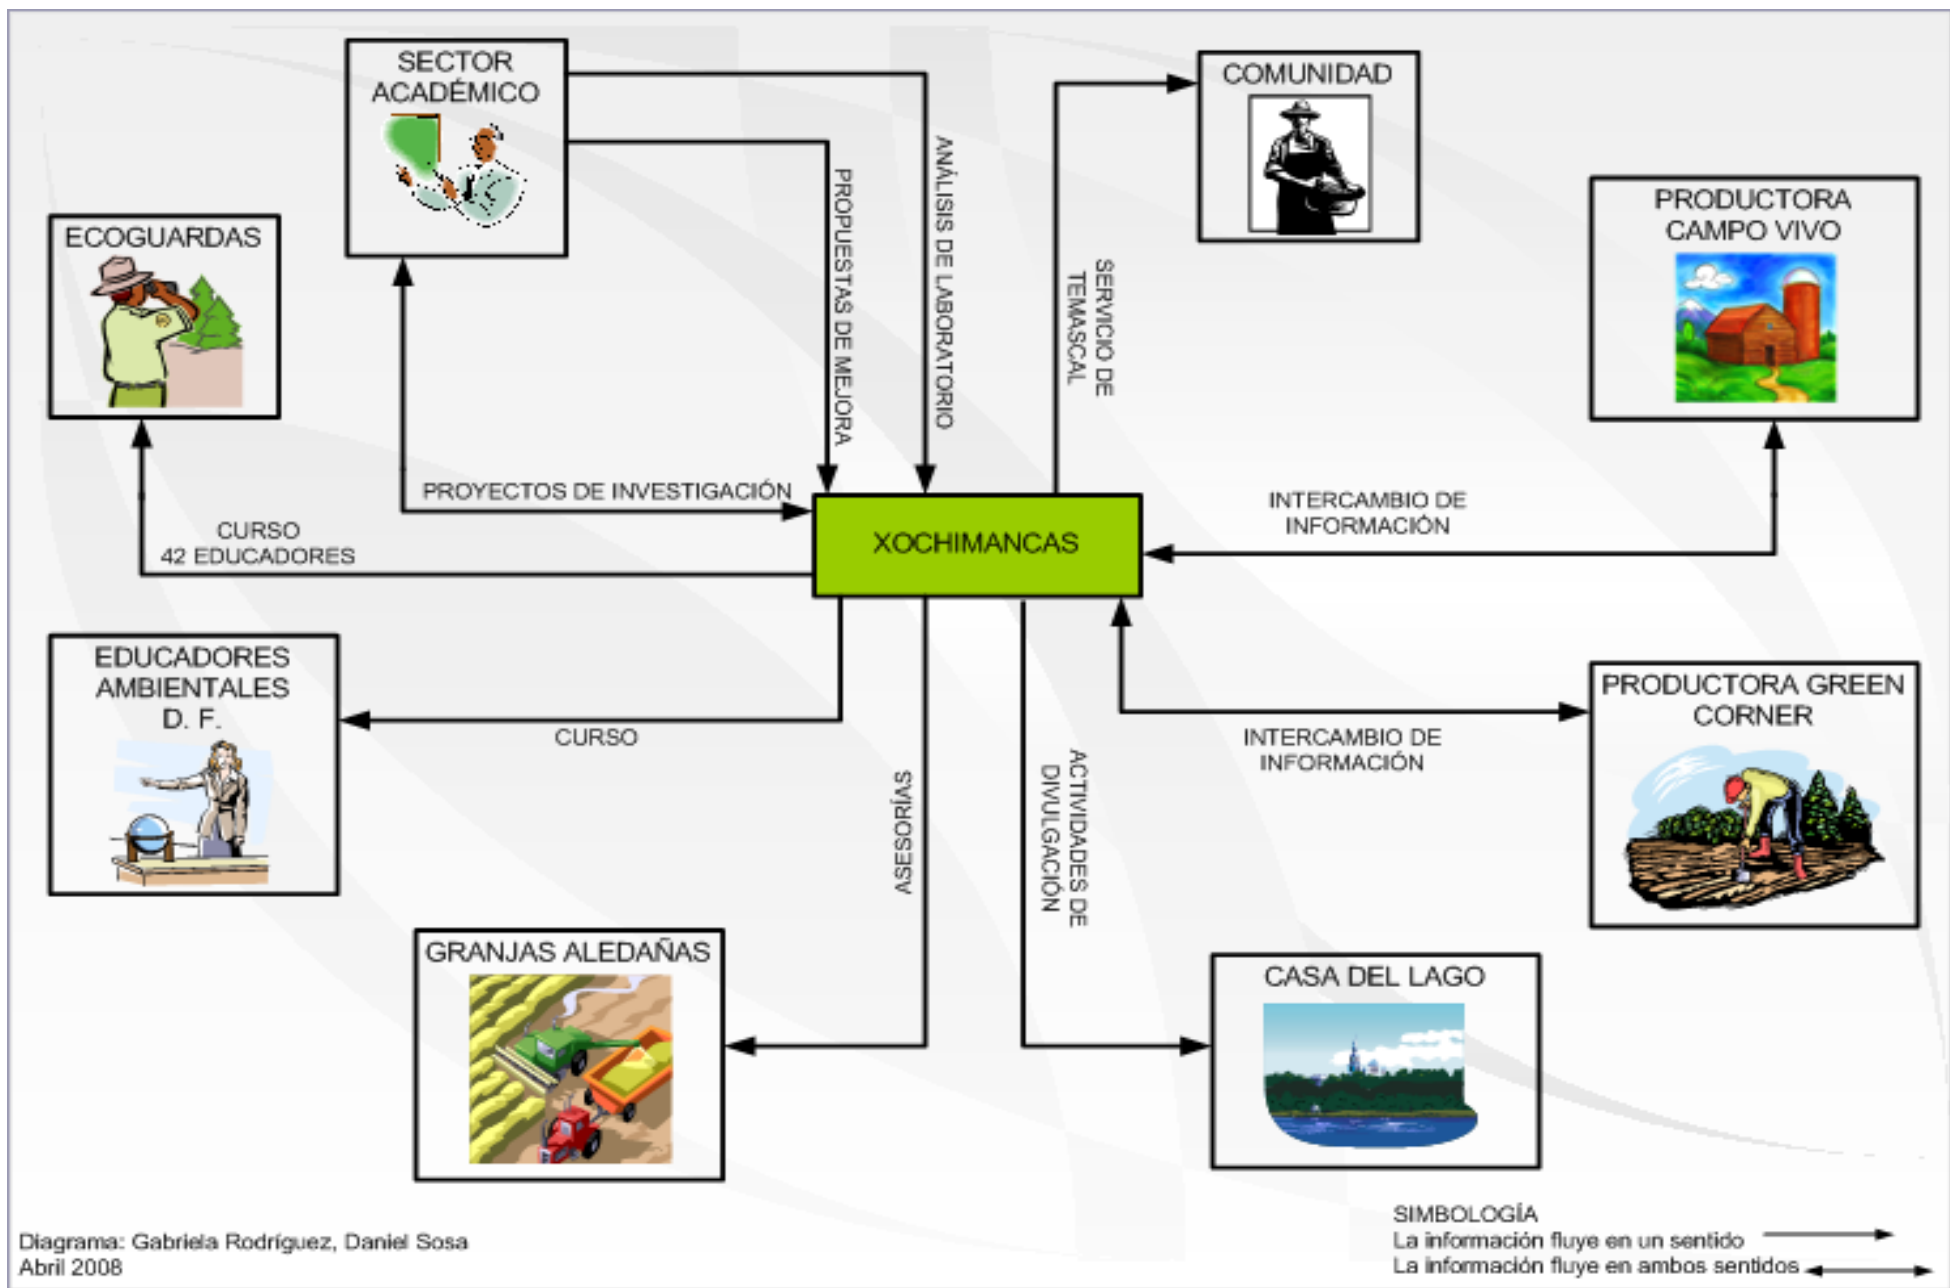 SECTOR
ACADÉMICO
COMUNIDAD
PRODUCTORA
CAMPO VIVO
ECOGUARDAS
PROPUESTAS DE MEJORA
ANÁLISIS DE LABORATORIO
SERVICIO DE
TEMASCAL
PROYECTOS DE INVESTIGACIÓN
CURSO
42 EDUCADORES
XOCHIMANCAS
INTERCAMBIO DE
INFORMACIÓN
EDUCADORES
AMBIENTALES
D. F.
CURSO
ASESORÍAS
ACTIVIDADES DE
DIVULGACIÓN
INTERCAMBIO DE
INFORMACIÓN
PRODUCTORA GREEN
CORNER
GRANJAS ALEDAÑAS
CASA DEL LAGO
Diagrama: Gabriela Rodríguez, Daniel Sosa
Abril 2008
SIMBOLOGÍA
La información fluye en un sentido
La información fluye en ambos sentidos